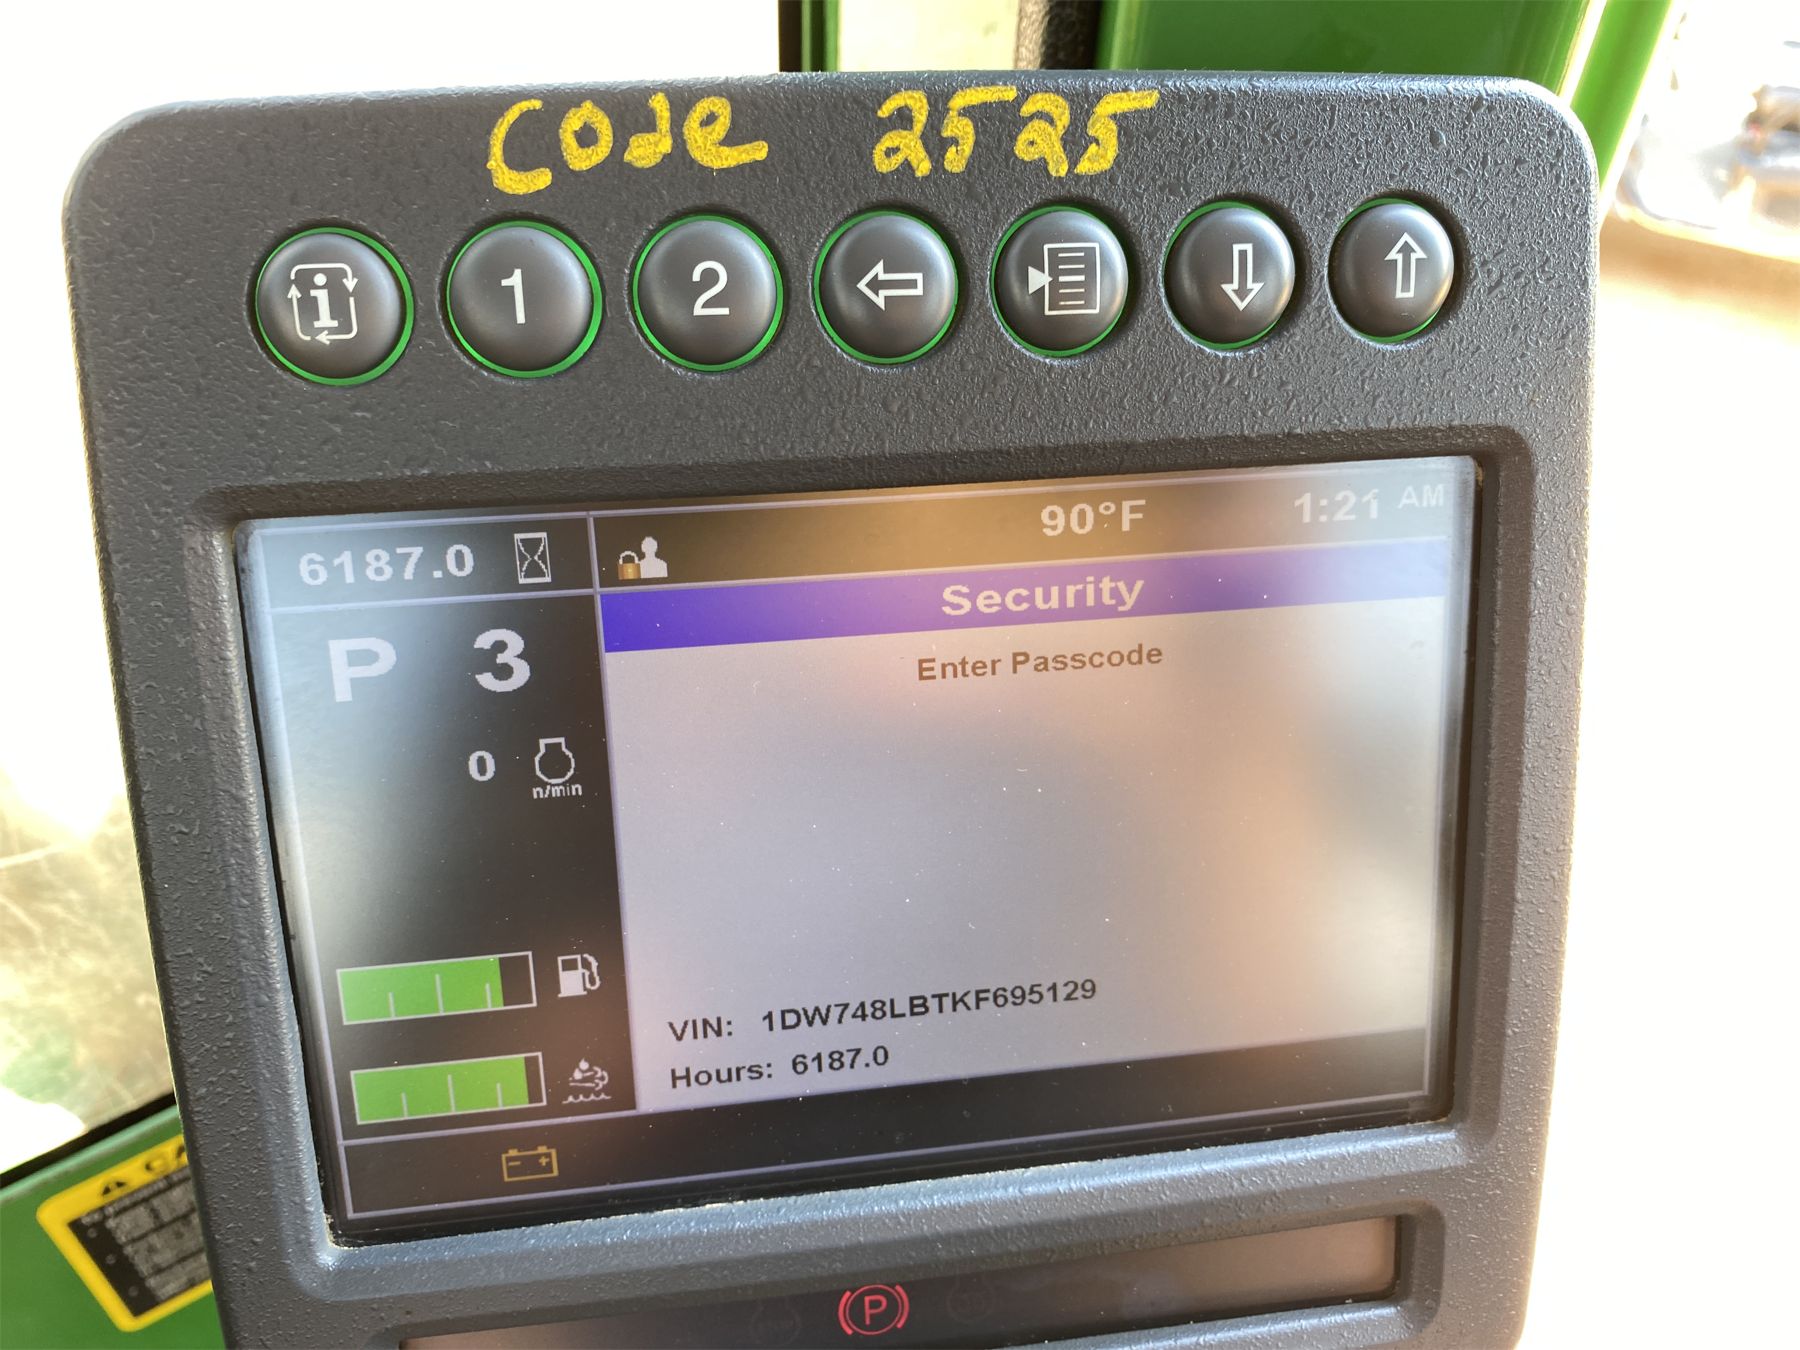 Code 2525
1 2
6187.0 90°F 1:21 AM
Security
P 3 Enter Passcode
0
n/min
VIN: 1DW748LBTKF695129
Hours: 6187.0
P